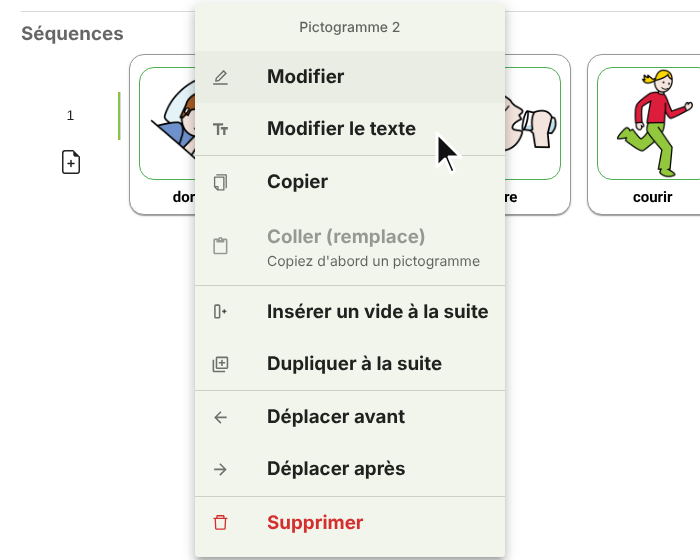 Séquences
Pictogramme 2
Modifier
1
Modifier le texte
Copier
courir
Coller (remplace)
Copiez d'abord un pictogramme
Insérer un vide à la suite
Dupliquer à la suite
Déplacer avant
Déplacer après
Supprimer